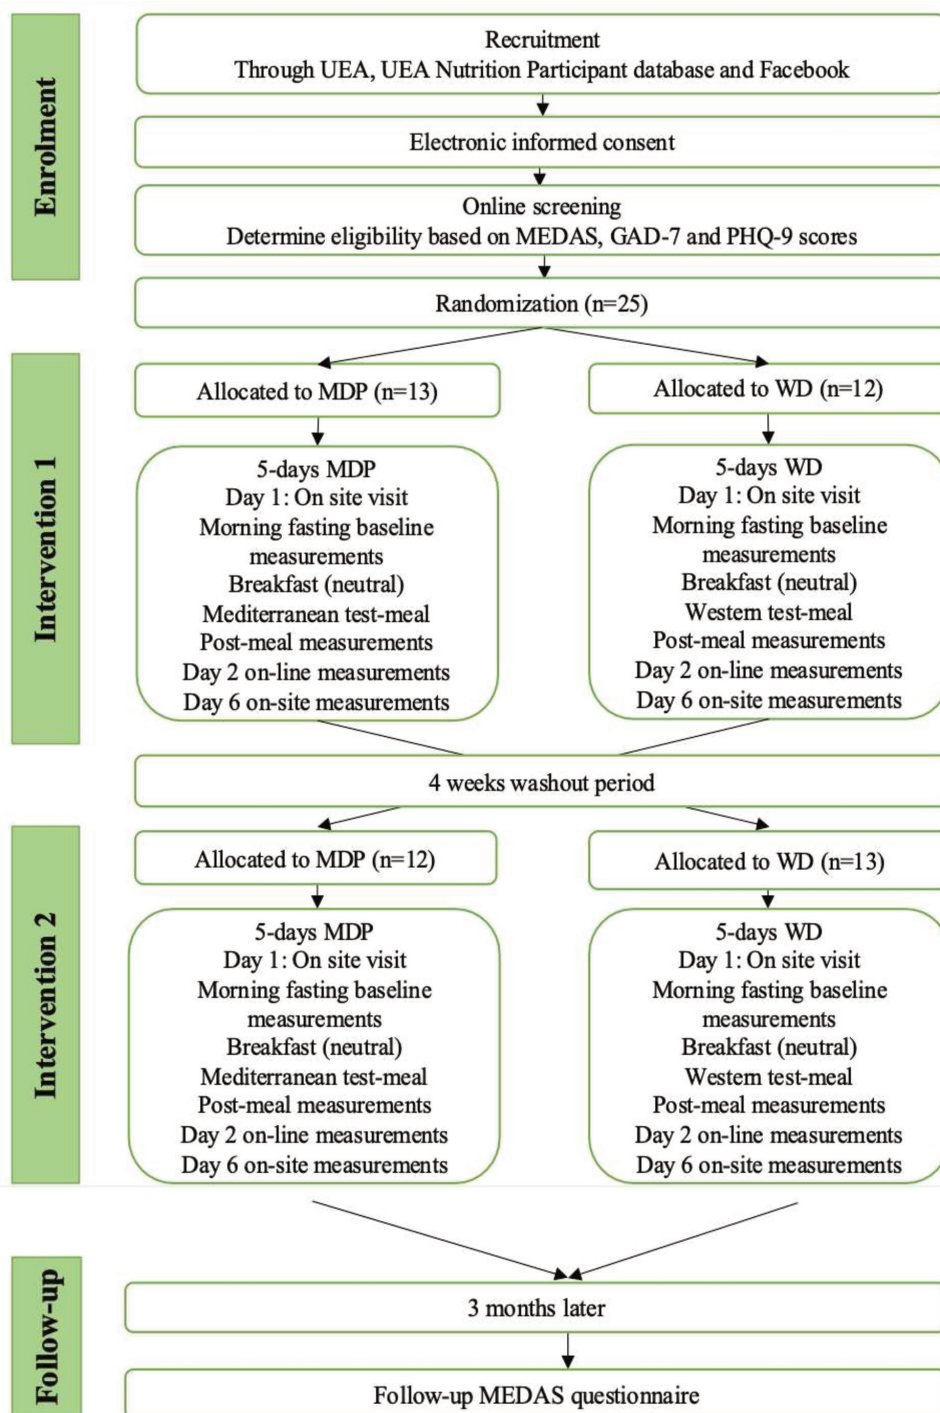 Enrolment
Recruitment
Through UEA, UEA Nutrition Participant database and Facebook
Electronic informed consent
Online screening
Determine eligibility based on MEDAS, GAD-7 and PHQ-9 scores
Randomization (n=25)
Intervention 1
Allocated to MDP (n=13)
5-days MDP
Day 1: On site visit
Morning fasting baseline
measurements
Breakfast (neutral)
Mediterranean test-meal
Post-meal measurements
Day 2 on-line measurements
Day 6 on-site measurements
Allocated to WD (n=12)
5-days WD
Day 1: On site visit
Morning fasting baseline
measurements
Breakfast (neutral)
Western test-meal
Post-meal measurements
Day 2 on-line measurements
Day 6 on-site measurements
4 weeks washout period
Intervention 2
Allocated to MDP (n=12)
5-days MDP
Day 1: On site visit
Morning fasting baseline
measurements
Breakfast (neutral)
Mediterranean test-meal
Post-meal measurements
Day 2 on-line measurements
Day 6 on-site measurements
Allocated to WD (n=13)
5-days WD
Day 1: On site visit
Morning fasting baseline
measurements
Breakfast (neutral)
Western test-meal
Post-meal measurements
Day 2 on-line measurements
Day 6 on-site measurements
Follow-up
3 months later
Follow-up MEDAS questionnaire